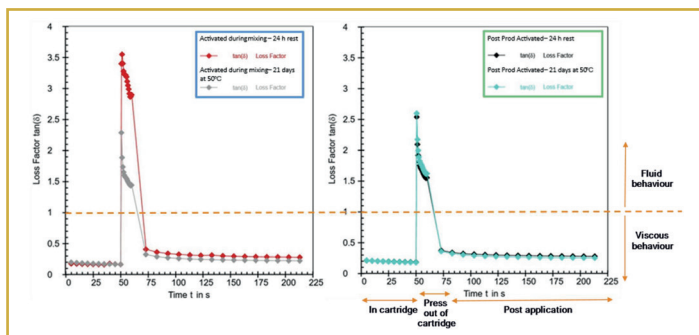 Activated during mixing– 24 h rest
tan(δ) Loss Factor
Activated during mixing – 21 days
at 50°C
tan(δ) Loss Factor
Loss Factor tan(δ)
4
3.5
3
2.5
2
1.5
1
0.5
0
0 25 50 75 100 125 150 175 200 225
Time t in s
Post Prod Activated– 24 h rest
tan(δ) Loss Factor
Post Prod Activated– 21 days at 50°C
tan(δ) Loss Factor
Loss Factor tan(δ)
4
3.5
3
2.5
2
1.5
1
0.5
0
0 25 50 75 100 125 150 175 200 225
Time t in s
Fluid
behaviour
Viscous
behaviour
In cartridge
Press
out of
cartridge
Post application